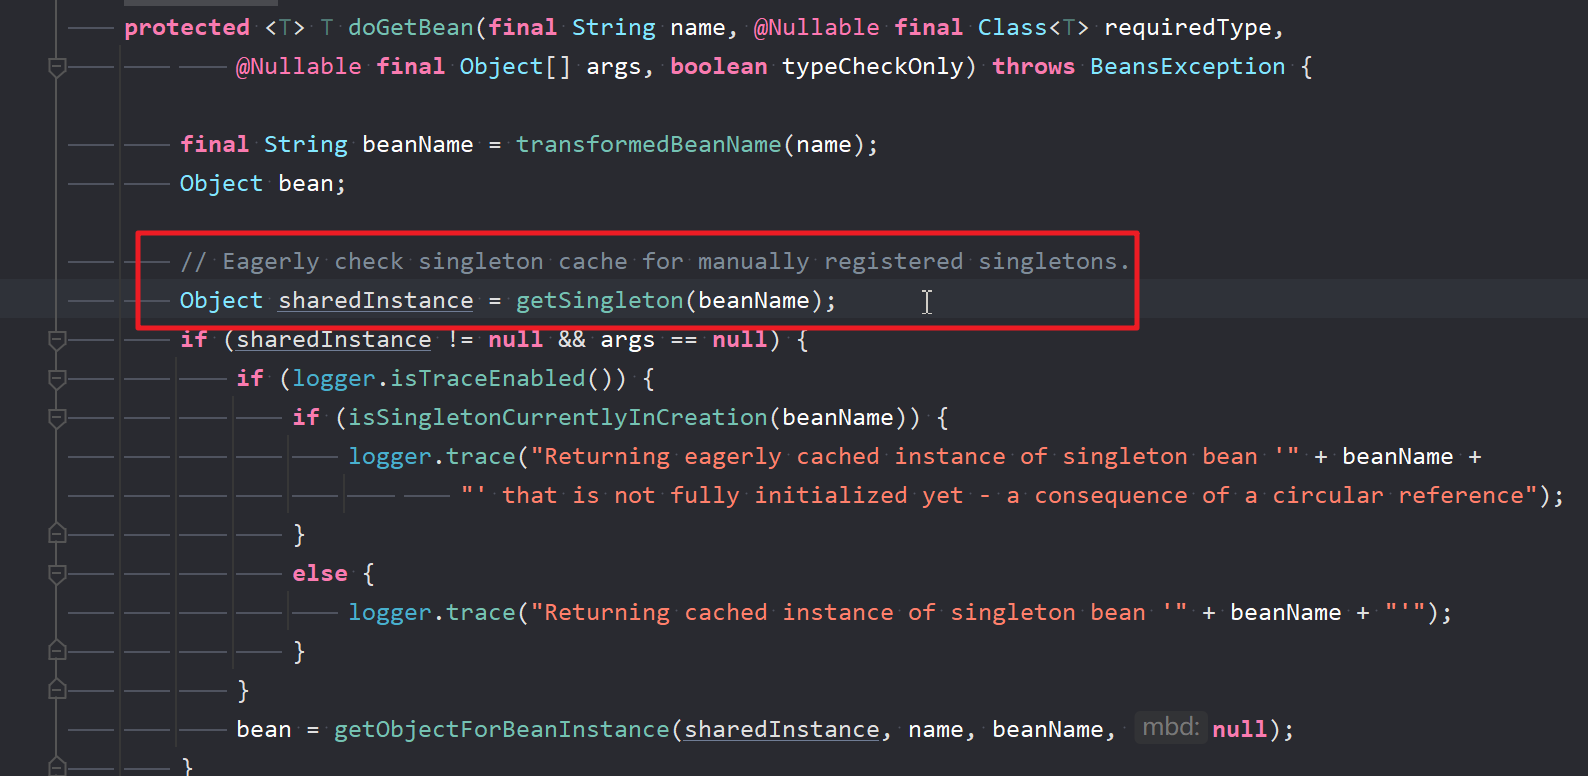 protected <T> T doGetBean(final String name, @Nullable final Class<T> requiredType,
@Nullable final Object[] args, boolean typeCheckOnly) throws BeansException {
final String beanName = transformedBeanName(name);
Object bean;
// Eagerly check singleton cache for manually registered singletons.
Object sharedInstance = getSingleton(beanName);
if (sharedInstance != null && args == null) {
if (logger.isTraceEnabled()) {
if (isSingletonCurrentlyInCreation(beanName)) {
logger.trace("Returning eagerly cached instance of singleton bean '" + beanName +
"' that is not fully initialized yet - a consequence of a circular reference");
}
else {
logger.trace("Returning cached instance of singleton bean '" + beanName + "'");
}
}
bean = getObjectForBeanInstance(sharedInstance, name, beanName, mbd: null);
}